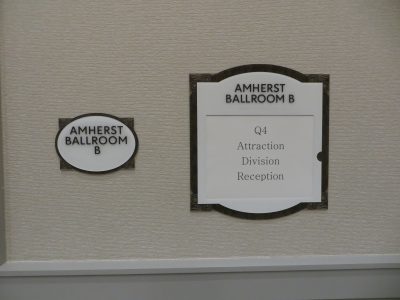 AMHERST
BALLROOM
B
AMHERST
BALLROOM B
Q4
Attraction
Division
Reception